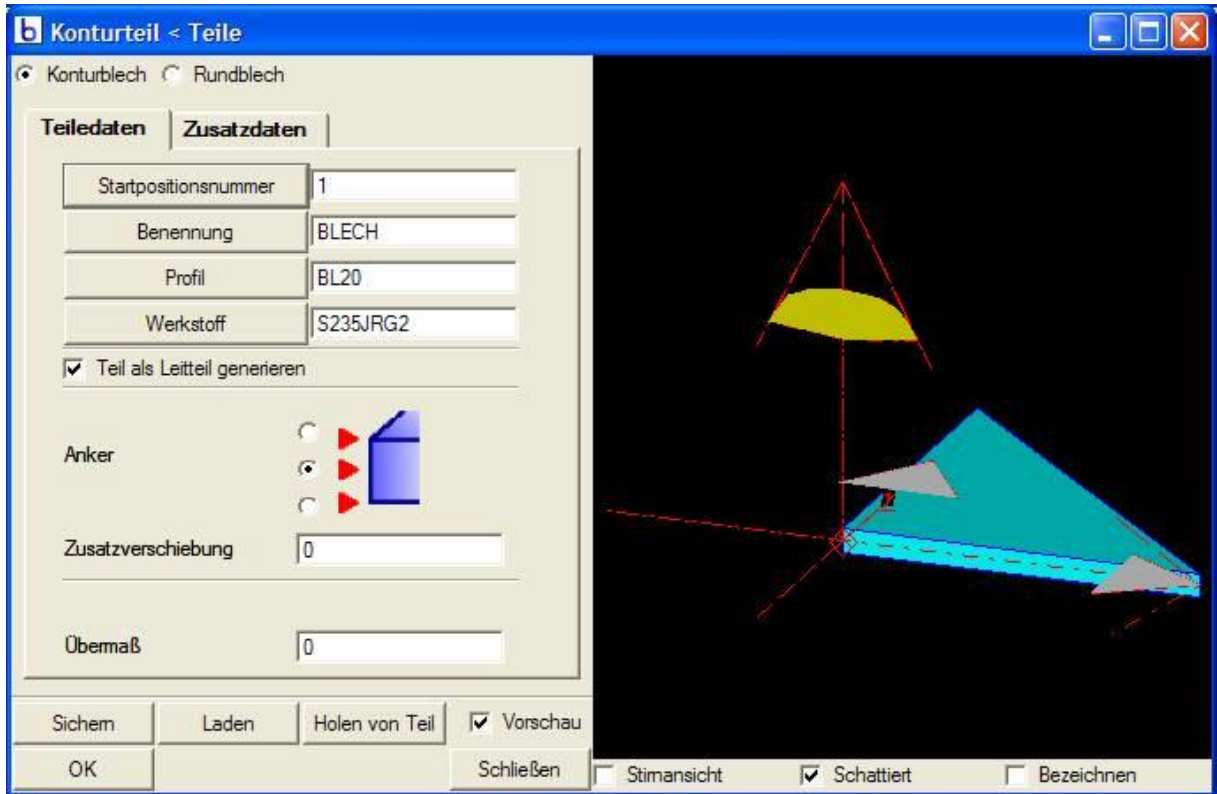 b Konturteil < Teile
Konturblech Rundblech
Teiledaten Zusatzdaten
Startpositionsnummer 1
Benennung BLECH
Profil BL20
Werkstoff S235JRG2
Teil als Leitteil generieren
Anker
Zusatzverschiebung 0
Übermaß 0
Sichern Laden Holen von Teil Vorschau
OK Schließen
Stirnansicht Schattiert Bezeichnen